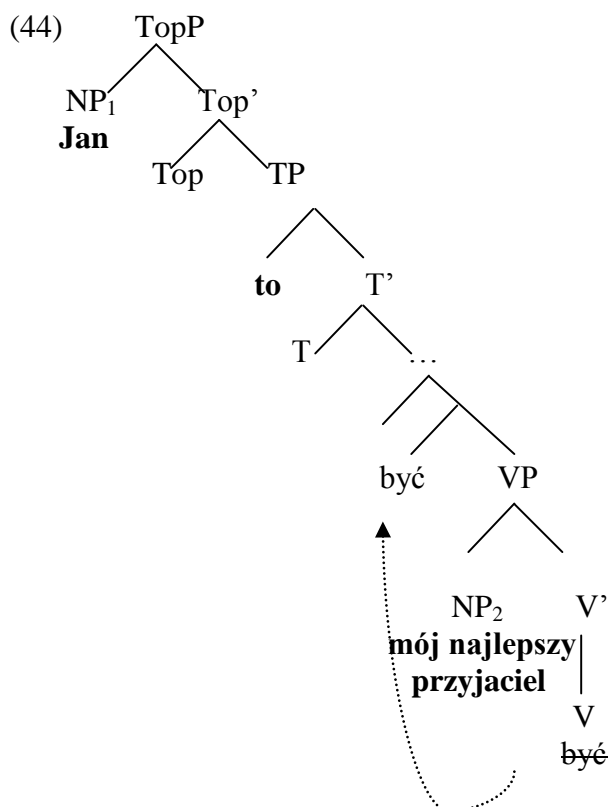 (44) TopP
NP₁ Top’
Jan
Top TP
to T’
T …
być VP
NP₂ V’
mój najlepszy
przyjaciel
V
być